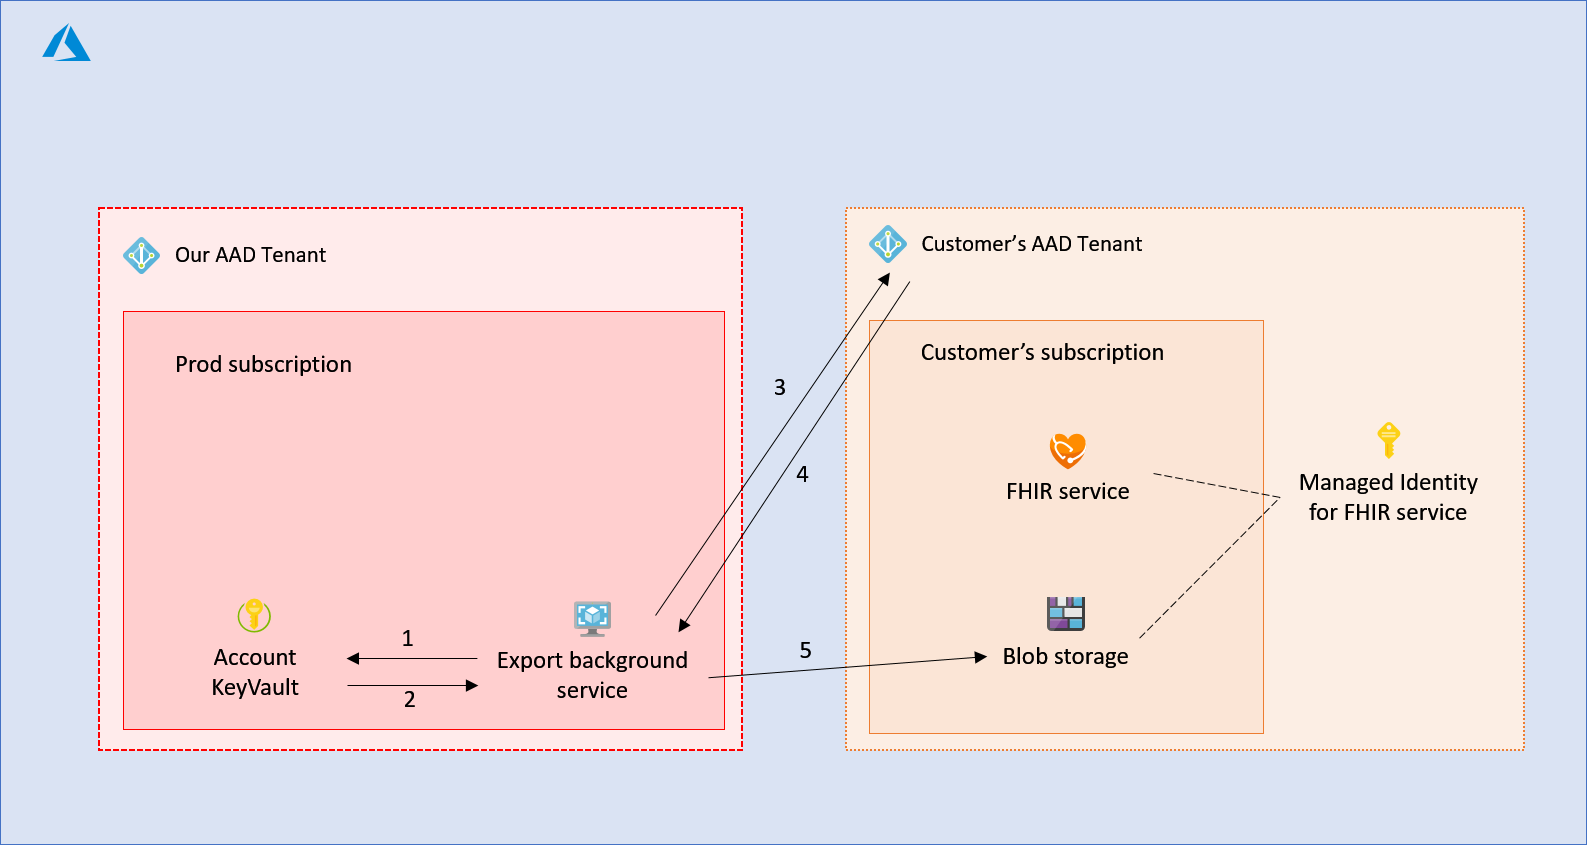 Our AAD Tenant
Prod subscription
Account
KeyVault
1
2
Export background
service
3
4
5
Customer’s AAD Tenant
Customer’s subscription
FHIR service
Blob storage
Managed Identity
for FHIR service